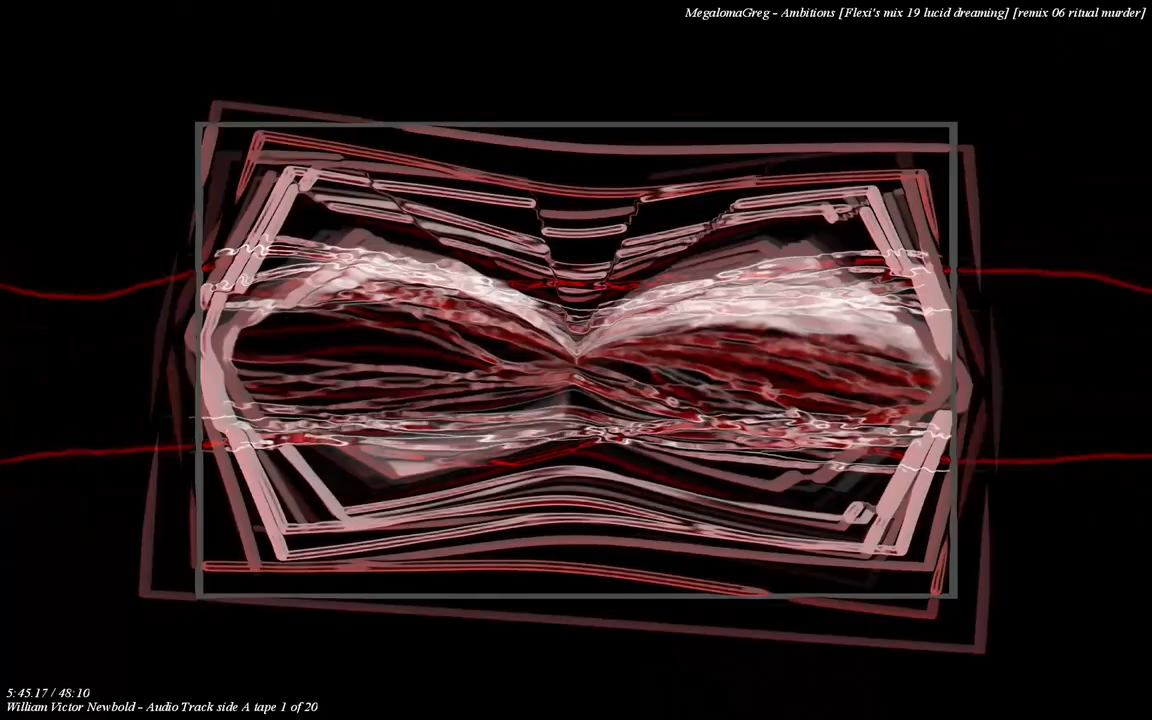 MegalomaGreg - Ambitions [Flexi's mix 19 lucid dreaming] [remix 06 ritual murder]
5:45.17 / 48:10
William Victor Newbold - Audio Track side A tape 1 of 20